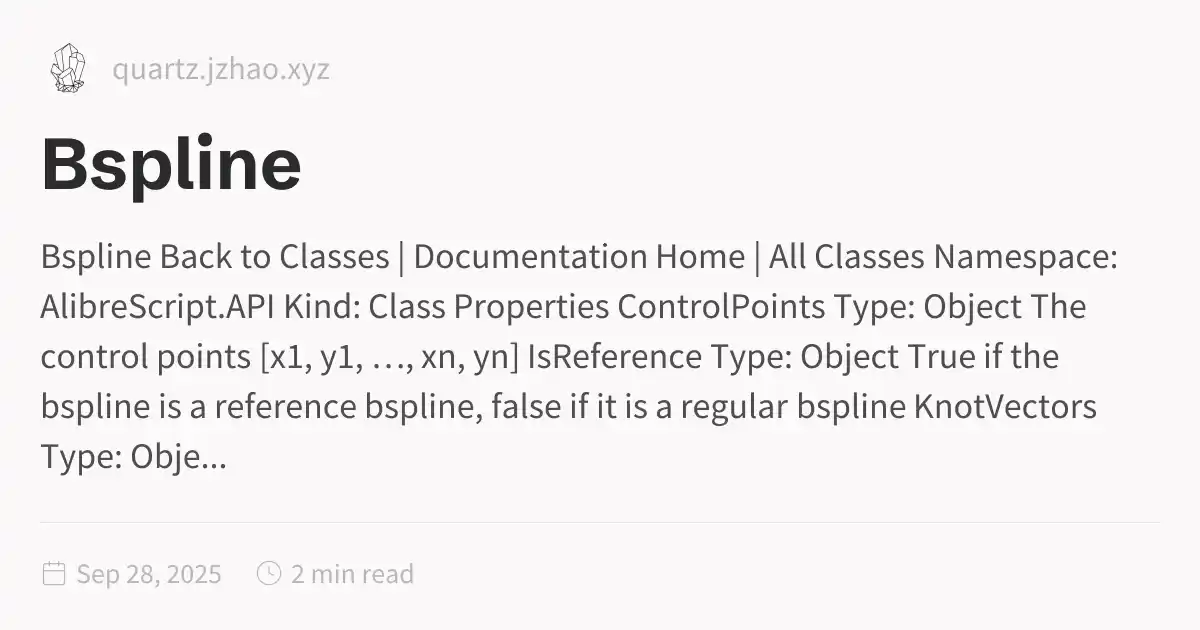 quartz.jzhao.xyz
Bspline
Bspline Back to Classes | Documentation Home | All Classes Namespace:
AlibreScript.API Kind: Class Properties ControlPoints Type: Object The
control points [x1, y1, …, xn, yn] IsReference Type: Object True if the
bspline is a reference bspline, false if it is a regular bspline KnotVectors
Type: Obje...
Sep 28, 2025 2 min read